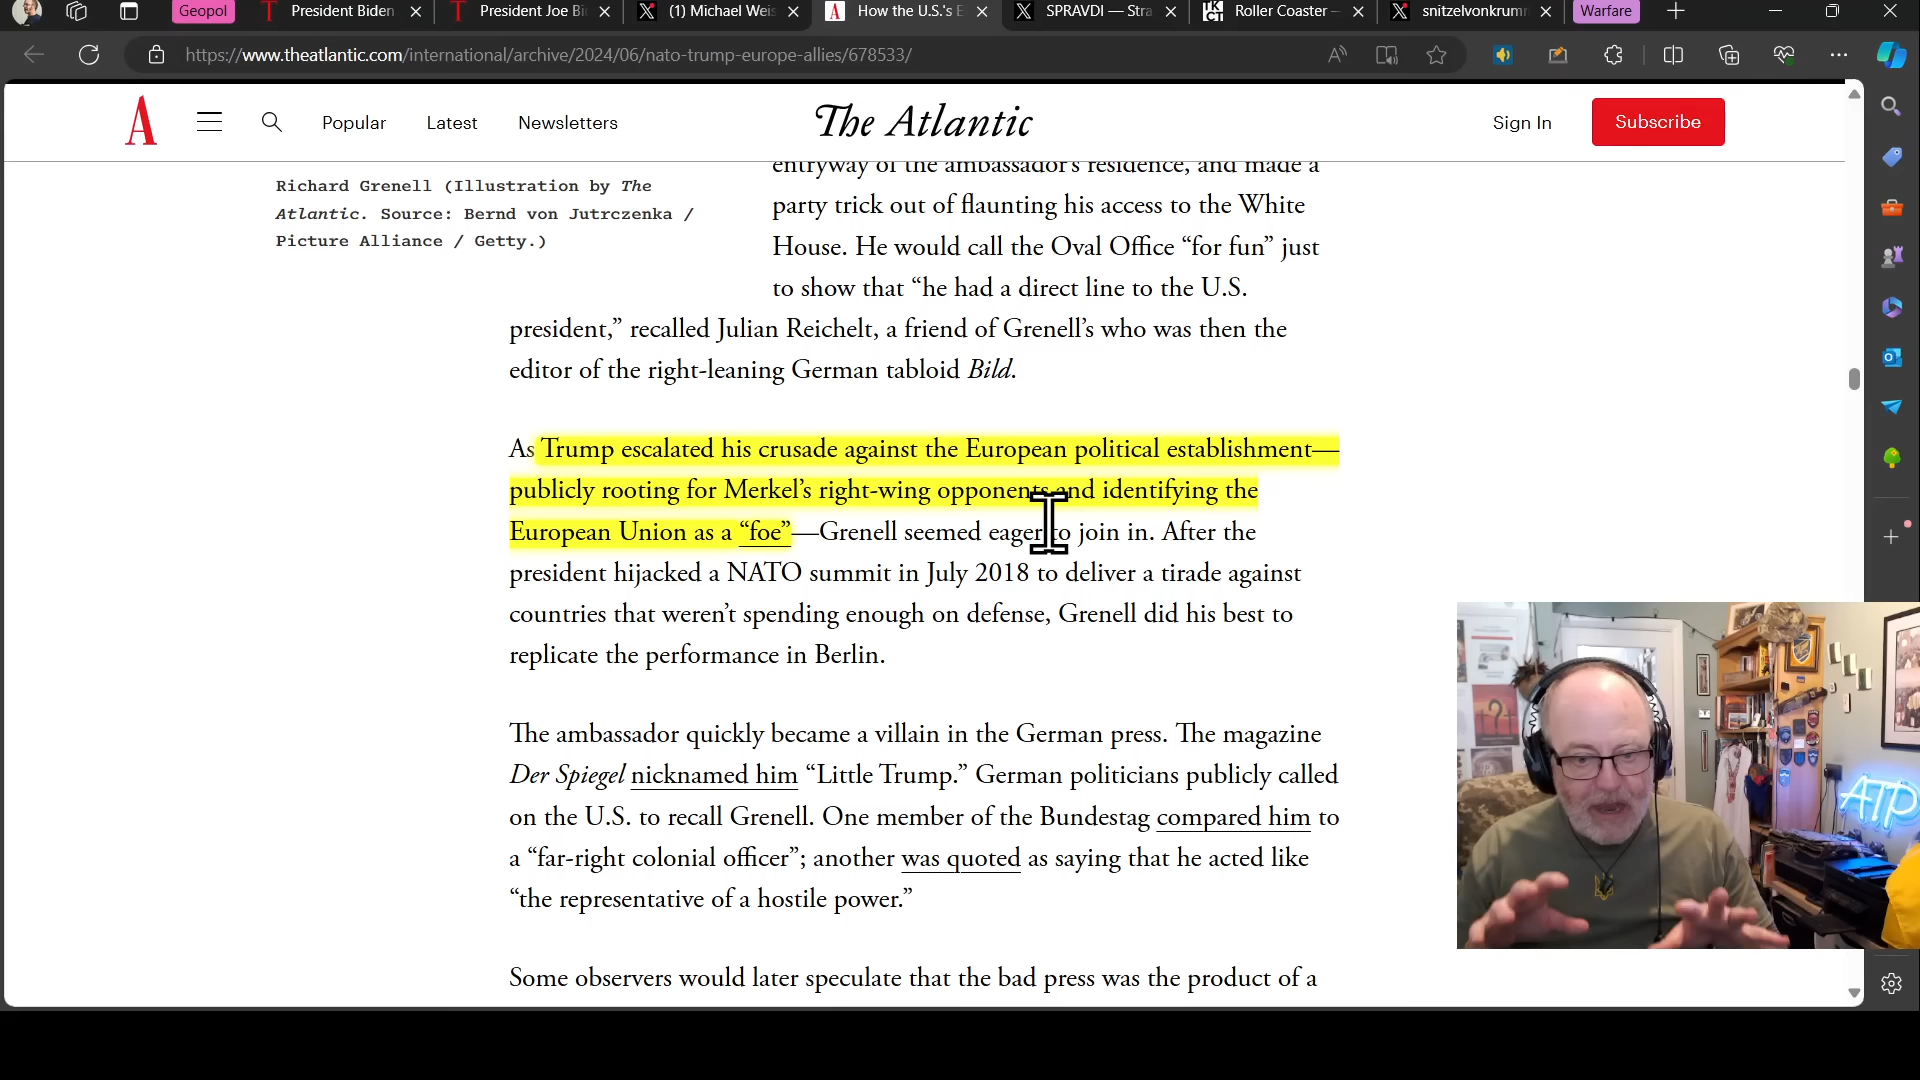 Geopol
President Biden
President Joe Bi
(1) Michael Weis
How the U.S.'s E
SPRAVDI — Stra
Roller Coaster –
snitzelvonkrumm
Warfare
https://www.theatlantic.com/international/archive/2024/06/nato-trump-europe-allies/678533/
Popular
Latest
Newsletters
The Atlantic
Sign In
Subscribe
Richard Grenell (Illustration by The
Atlantic. Source: Bernd von Jutrczenka /
Picture Alliance / Getty.)
entryway of the ambassador's residence, and made a
party trick out of flaunting his access to the White
House. He would call the Oval Office “for fun” just
to show that “he had a direct line to the U.S.
president,” recalled Julian Reichelt, a friend of Grenell’s who was then the
editor of the right-leaning German tabloid Bild.
As Trump escalated his crusade against the European political establishment—
publicly rooting for Merkel’s right-wing opponents and identifying the
European Union as a “foe”—Grenell seemed eager to join in. After the
president hijacked a NATO summit in July 2018 to deliver a tirade against
countries that weren’t spending enough on defense, Grenell did his best to
replicate the performance in Berlin.
The ambassador quickly became a villain in the German press. The magazine
Der Spiegel nicknamed him “Little Trump.” German politicians publicly called
on the U.S. to recall Grenell. One member of the Bundestag compared him to
a “far-right colonial officer”; another was quoted as saying that he acted like
“the representative of a hostile power.”
Some observers would later speculate that the bad press was the product of a
ATP